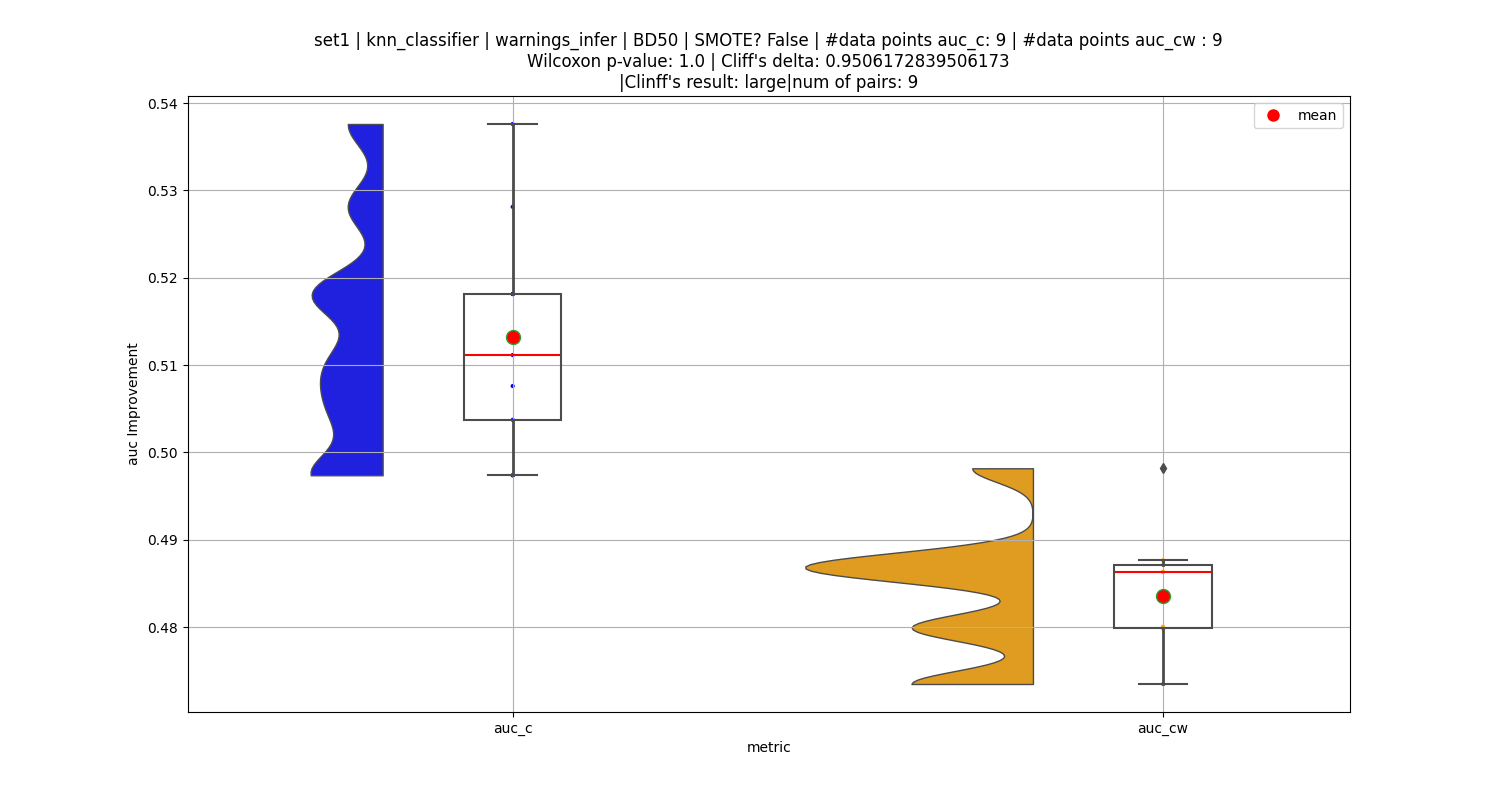 set1 | knn_classifier | warnings_infer | BD50 | SMOTE? False | #data points auc_c: 9 | #data points auc_cw : 9
Wilcoxon p-value: 1.0 | Cliff's delta: 0.9506172839506173
|Clinff's result: large|num of pairs: 9
mean
0.54
0.53
0.52
0.51
0.50
0.49
0.48
auc Improvement
auc_c
auc_cw
metric